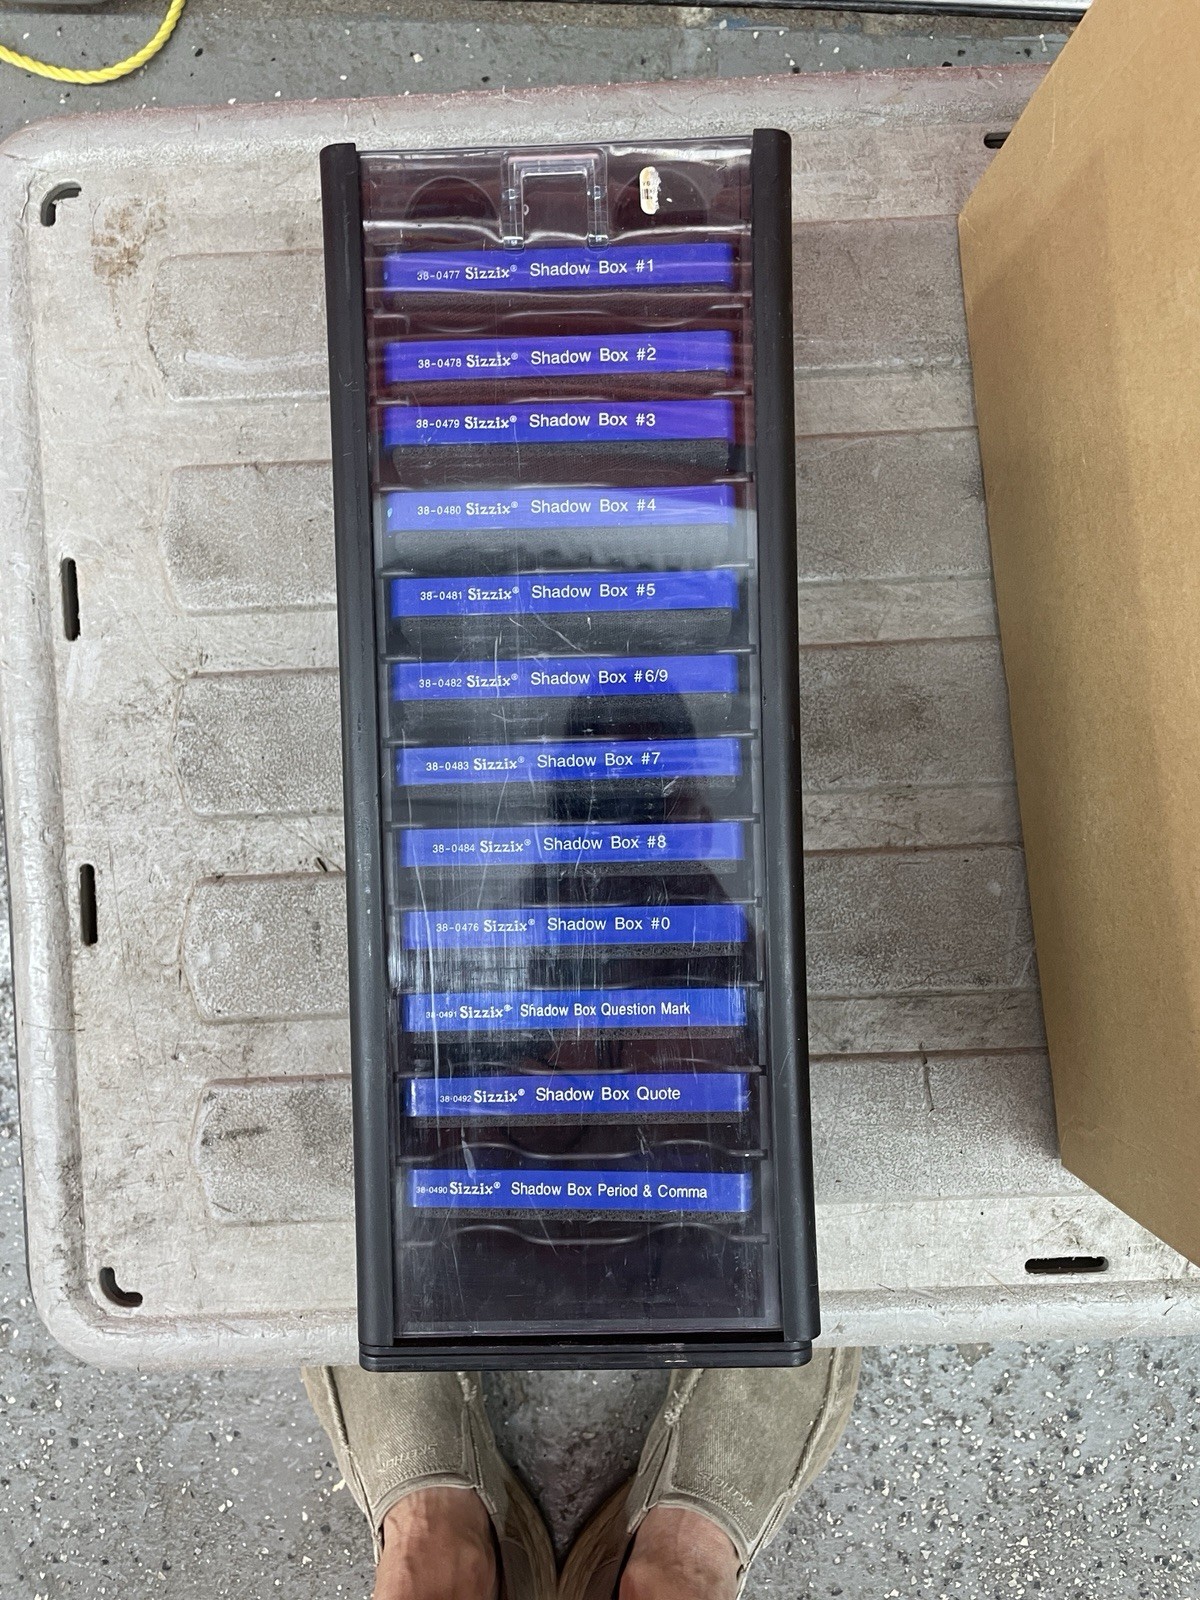 38-0477 Sizzix® Shadow Box #1
38-0478 Sizzix® Shadow Box #2
38-0479 Sizzix® Shadow Box #3
38-0480 Sizzix® Shadow Box #4
38-0481 Sizzix® Shadow Box #5
38-0482 Sizzix® Shadow Box #6/9
38-0483 Sizzix® Shadow Box #7
38-0484 Sizzix® Shadow Box #8
38-0476 Sizzix® Shadow Box #0
38-0491 Sizzix® Shadow Box Question Mark
38-0492 Sizzix® Shadow Box Quote
38-0490 Sizzix® Shadow Box Period & Comma